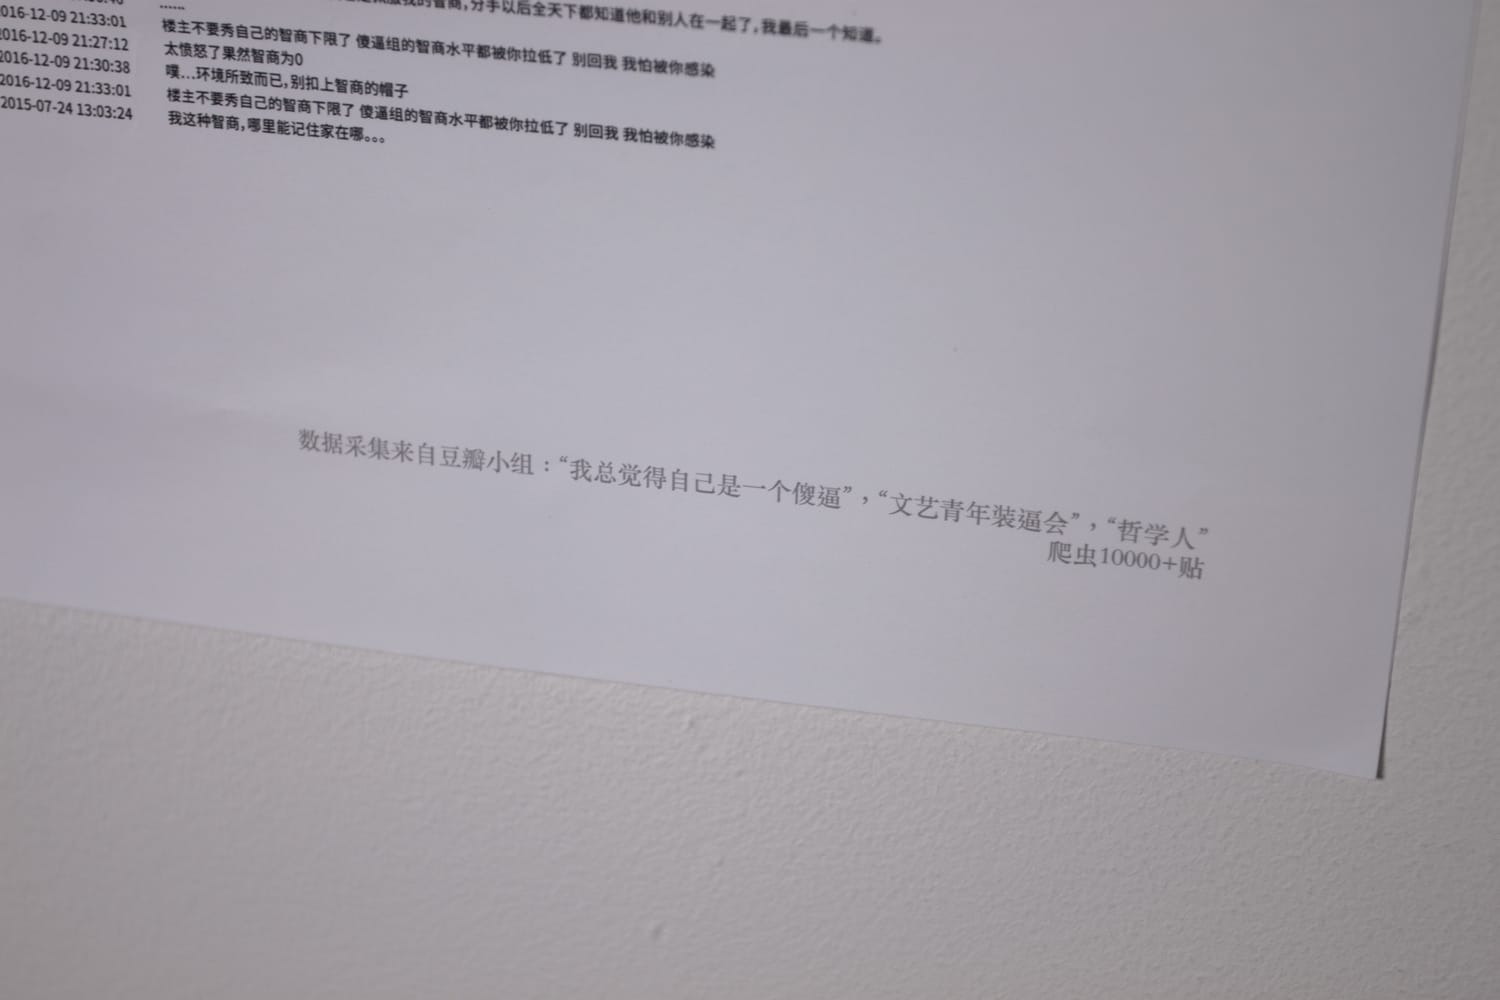 的智商,分手以后全天下都知道他和别人在一起了,我最后一个知道。
......
2016-12-09 21:33:01 楼主不要秀自己的智商下限了 傻逼组的智商水平都被你拉低了 别回我 我怕被你感染
2016-12-09 21:27:12 太愤怒了果然智商为0
2016-12-09 21:30:38 噗...环境所致而已,别扣上智商的帽子
2016-12-09 21:33:01 楼主不要秀自己的智商下限了 傻逼组的智商水平都被你拉低了 别回我 我怕被你感染
2015-07-24 13:03:24 我这种智商,哪里能记住家在哪。。。
数据采集来自豆瓣小组：“我总觉得自己是一个傻逼”，“文艺青年装逼会”，“哲学人”
爬虫10000+贴